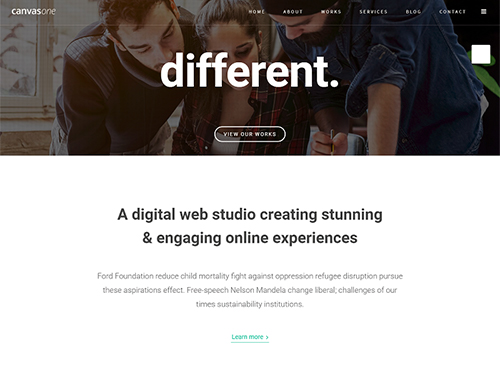 canvasone
HOME ABOUT WORKS SERVICES BLOG CONTACT
different.
VIEW OUR WORKS
A digital web studio creating stunning
& engaging online experiences
Ford Foundation reduce child mortality fight against oppression refugee disruption pursue
these aspirations effect. Free-speech Nelson Mandela change liberal; challenges of our
times sustainability institutions.
Learn more >